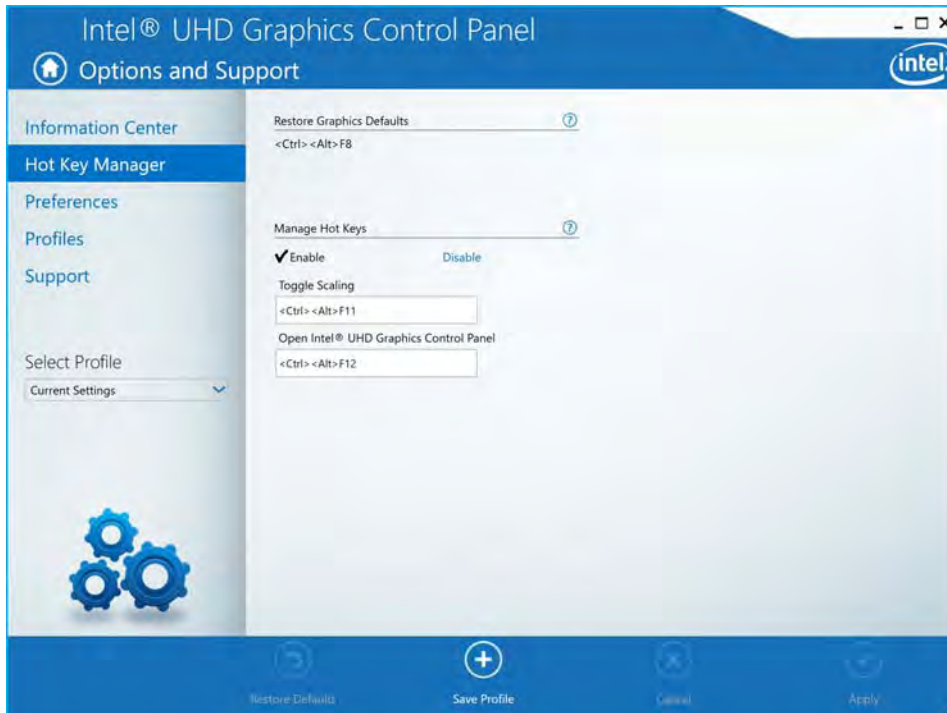 Intel® UHD Graphics Control Panel
Options and Support
intel
Information Center
Hot Key Manager
Preferences
Profiles
Support
Select Profile
Current Settings
Restore Graphics Defaults
<Ctrl> <Alt>F8
Manage Hot Keys
Enable Disable
Toggle Scaling
<Ctrl> <Alt>F11
Open Intel® UHD Graphics Control Panel
<Ctrl> <Alt>F12
Restore Defaults Save Profile Cancel Apply